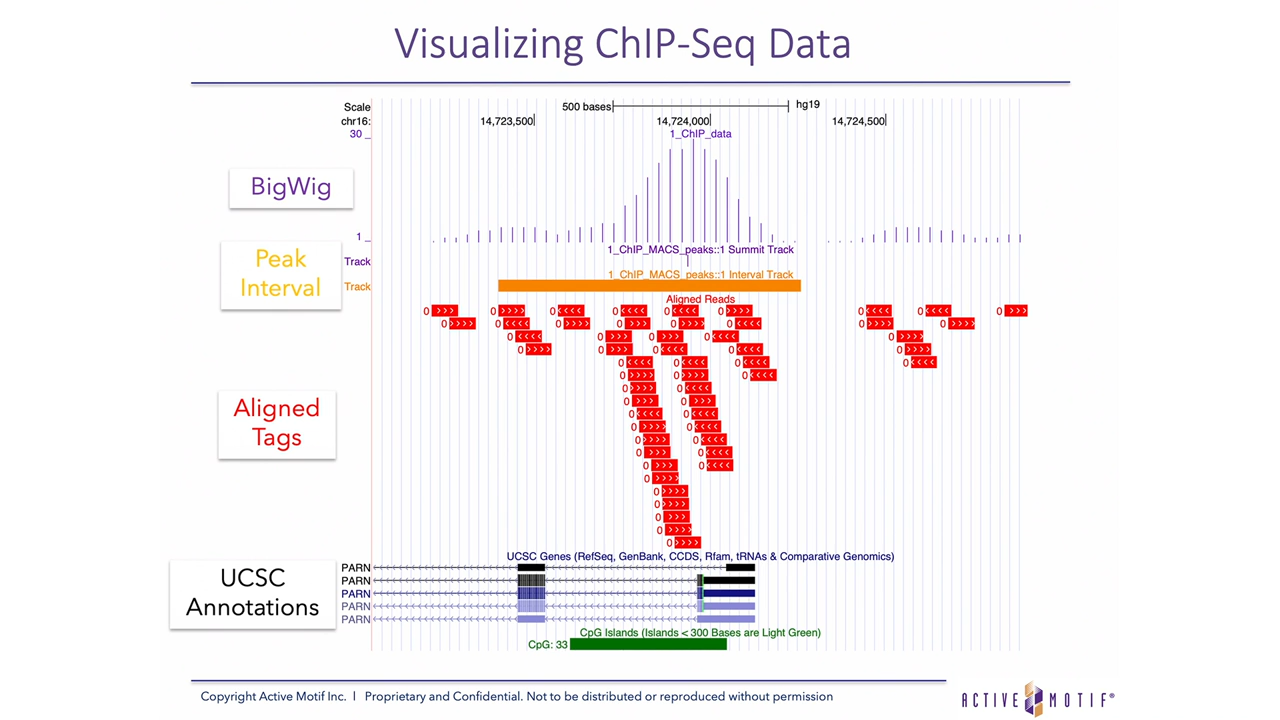 Visualizing ChIP-Seq Data
Scale
500 bases
hg19
chr16:
14,723,500
14,724,000
14,724,500
30 _
1_ChIP_data
BigWig
1 _
1_ChIP_MACS_peaks::1 Summit Track
Peak
Interval
Track
1_ChIP_MACS_peaks::1 Interval Track
Track
Aligned Reads
Aligned
Tags
UCSC Genes (RefSeq, GenBank, CCDS, Rfam, tRNAs & Comparative Genomics)
UCSC
Annotations
PARN
PARN
PARN
PARN
PARN
CpG Islands (Islands < 300 Bases are Light Green)
CpG: 33
Copyright Active Motif Inc. | Proprietary and Confidential. Not to be distributed or reproduced without permission
ACTIVE MOTIF®